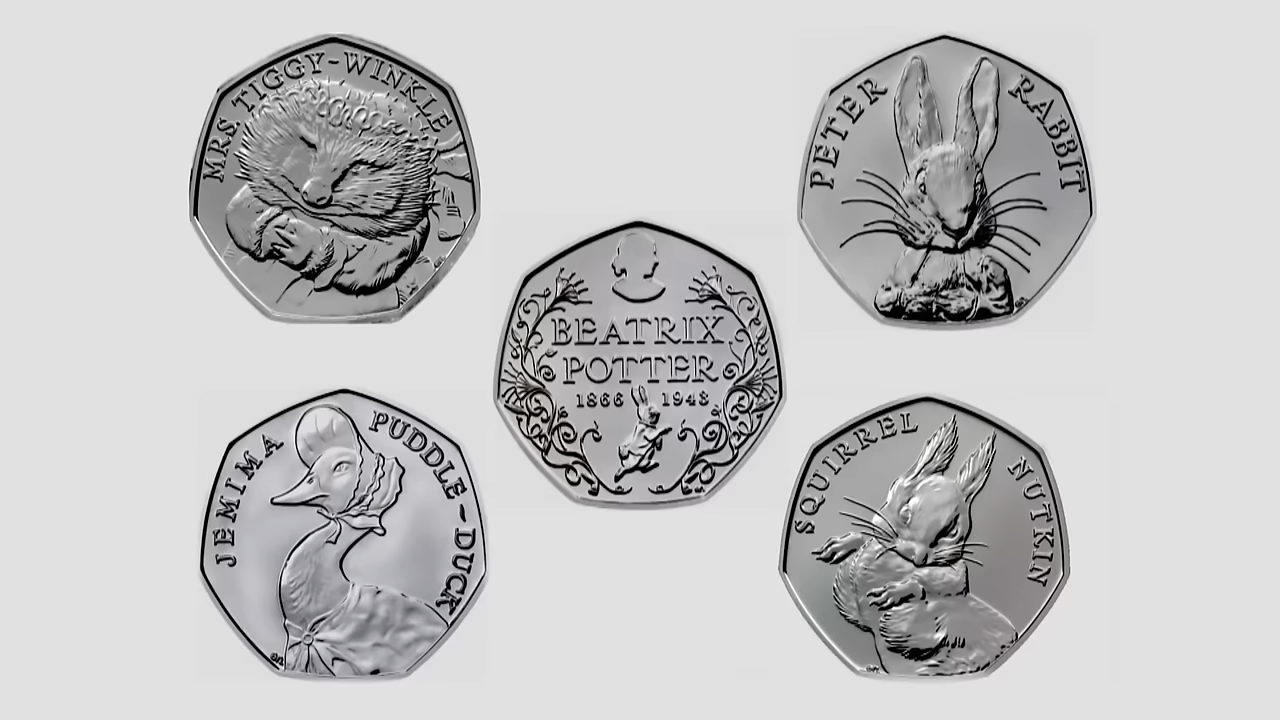 MRS. TIGGY-WINKLE
PETER RABBIT
BEATRIX
POTTER
1866 1943
JEMIMA PUDDLE-DUCK
SQUIRREL NUTKIN